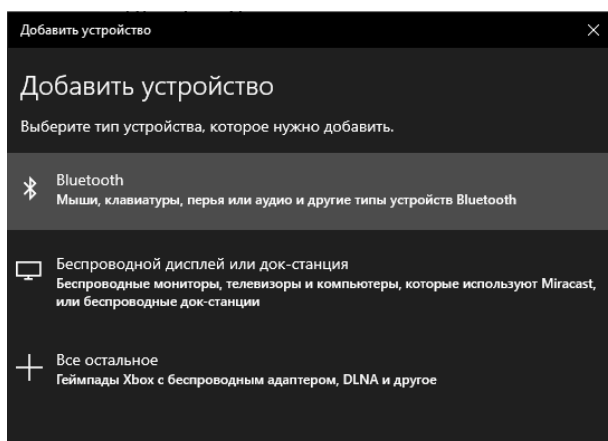 Добавить устройство
Добавить устройство
Выберите тип устройства, которое нужно добавить.
Bluetooth
Мыши, клавиатуры, перья или аудио и другие типы устройств Bluetooth
Беспроводной дисплей или док-станция
Беспроводные мониторы, телевизоры и компьютеры, которые используют Miracast,
или беспроводные док-станции
Все остальное
Геймпады Xbox с беспроводным адаптером, DLNA и другое